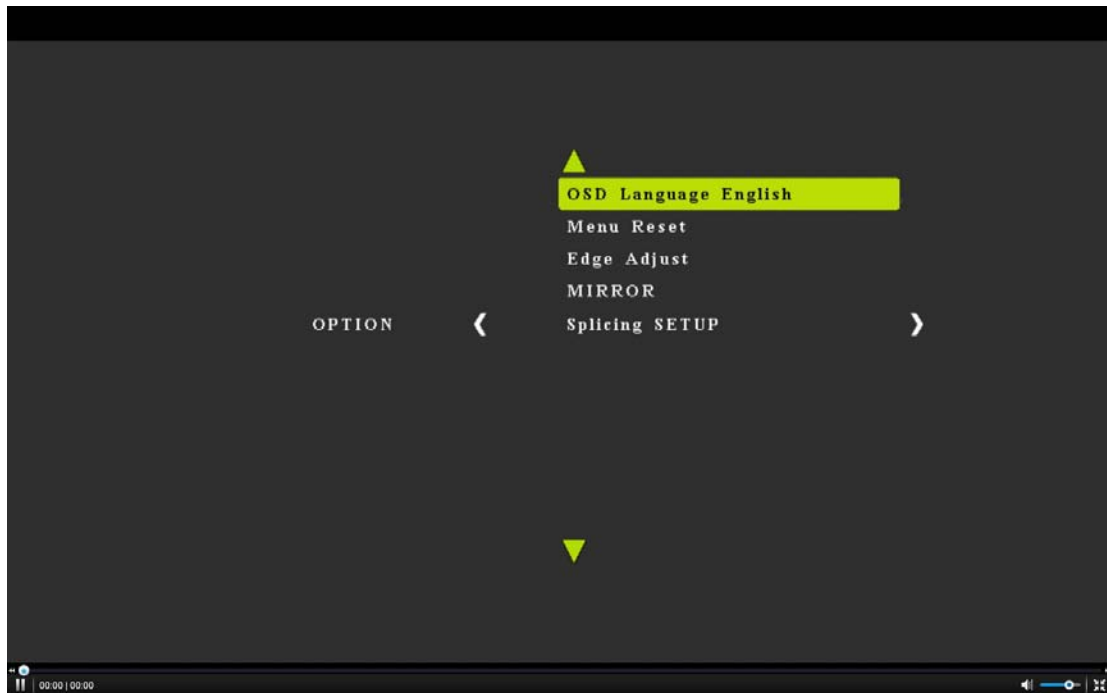 OSD Language English
Menu Reset
Edge Adjust
MIRROR
OPTION
Splicing SETUP
00:00 | 00:00